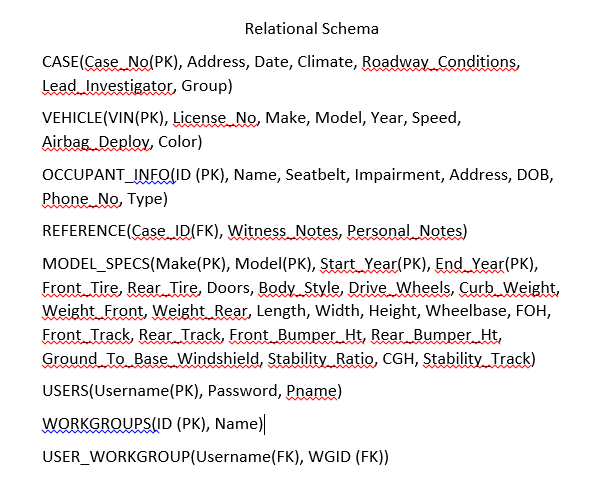 Relational Schema
CASE(Case_No(PK), Address, Date, Climate, Roadway_Conditions,
Lead_Investigator, Group)
VEHICLE(VIN(PK), License_No, Make, Model, Year, Speed,
Airbag_Deploy, Color)
OCCUPANT_INFO(ID (PK), Name, Seatbelt, Impairment, Address, DOB,
Phone_No, Type)
REFERENCE(Case_ID(FK), Witness_Notes, Personal_Notes)
MODEL_SPECS(Make(PK), Model(PK), Start_Year(PK), End_Year(PK),
Front_Tire, Rear_Tire, Doors, Body_Style, Drive_Wheels, Curb_Weight,
Weight_Front, Weight_Rear, Length, Width, Height, Wheelbase, FOH,
Front_Track, Rear_Track, Front_Bumper_Ht, Rear_Bumper_Ht,
Ground_To_Base_Windshield, Stability_Ratio, CGH, Stability_Track)
USERS(Username(PK), Password, Pname)
WORKGROUPS(ID (PK), Name)
USER_WORKGROUP(Username(FK), WGID (FK))